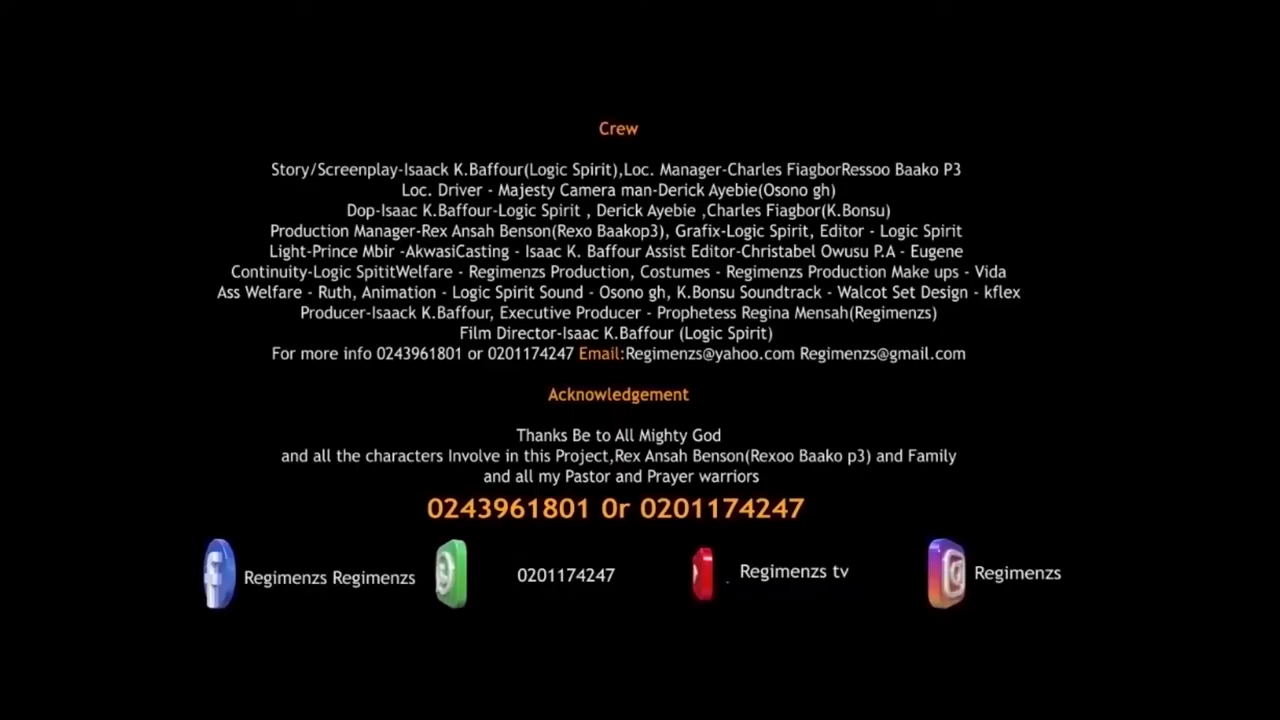 Crew
Story/Screenplay-Isaack K.Baffour(Logic Spirit),Loc. Manager-Charles FiagborRessoo Baako P3
Loc. Driver - Majesty Camera man-Derick Ayebie(Osono gh)
Dop-Isaac K.Baffour-Logic Spirit , Derick Ayebie ,Charles Fiagbor(K.Bonsu)
Production Manager-Rex Ansah Benson(Rexo Baakop3), Grafix-Logic Spirit, Editor - Logic Spirit
Light-Prince Mbir -AkwasiCasting - Isaac K. Baffour Assist Editor-Christabel Owusu P.A - Eugene
Continuity-Logic SpititWelfare - Regimenzs Production, Costumes - Regimenzs Production Make ups - Vida
Ass Welfare - Ruth, Animation - Logic Spirit Sound - Osono gh, K.Bonsu Soundtrack - Walcot Set Design - kflex
Producer-Isaack K.Baffour, Executive Producer - Prophetess Regina Mensah(Regimenzs)
Film Director-Isaac K.Baffour (Logic Spirit)
For more info 0243961801 or 0201174247 Email:Regimenzs@yahoo.com Regimenzs@gmail.com
Acknowledgement
Thanks Be to All Mighty God
and all the characters Involve in this Project,Rex Ansah Benson(Rexoo Baako p3) and Family
and all my Pastor and Prayer warriors
0243961801 0r 0201174247
Regimenzs Regimenzs 0201174247 Regimenzs tv Regimenzs